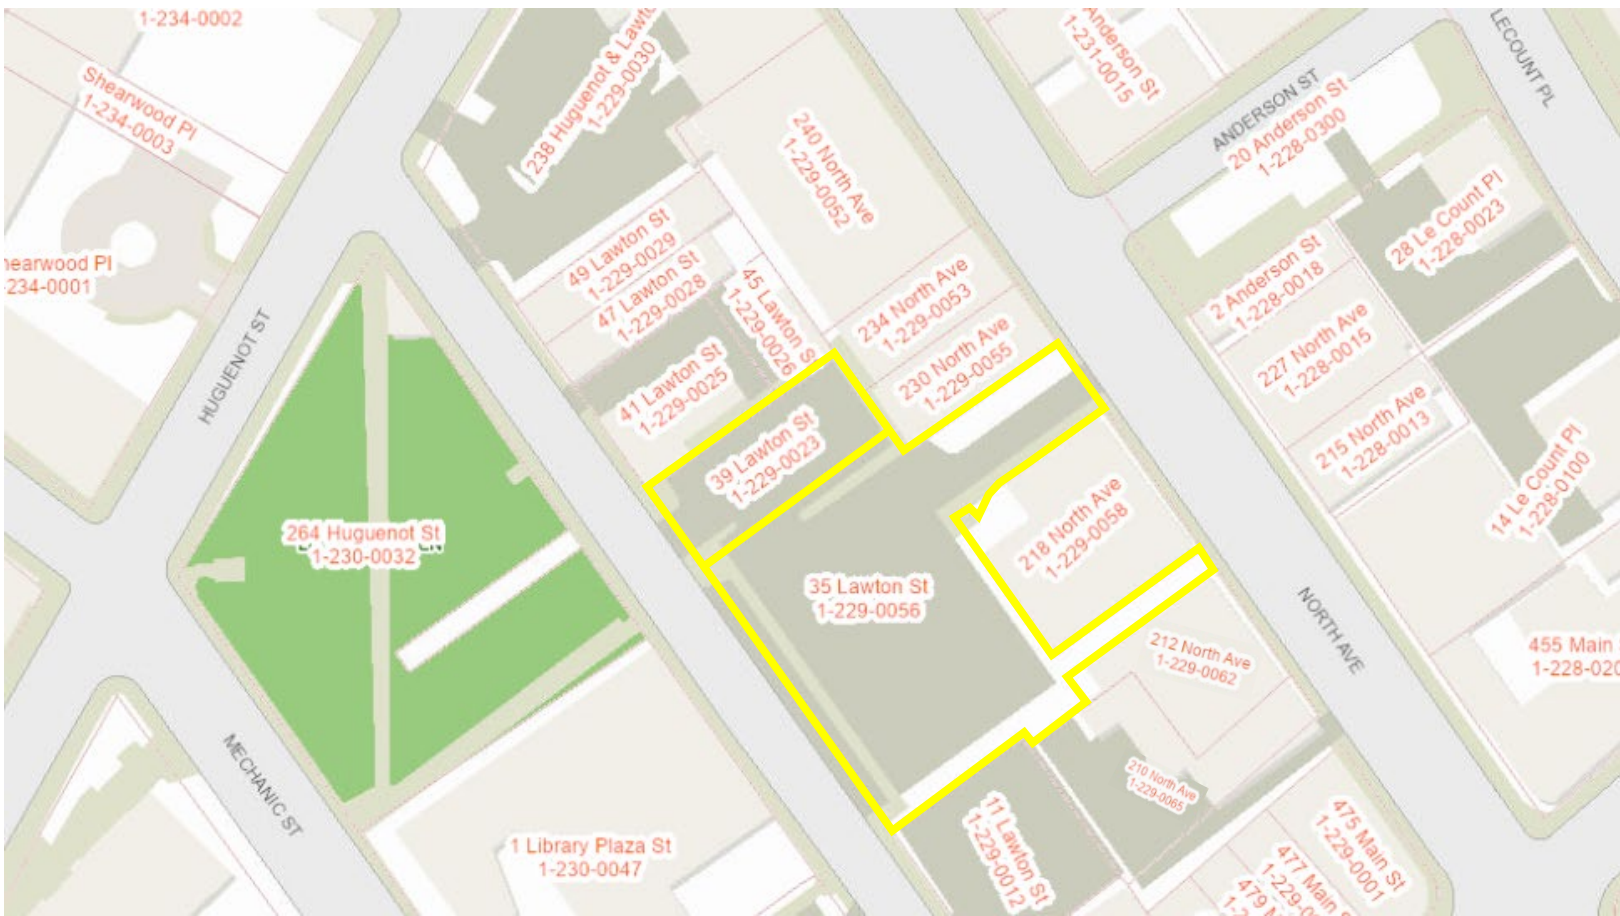 1-234-0002
Shearwood Pl
1-234-0003
238 Huguenot & Lawto
1-229-0030
Anderson St
1-231-0015
LECOUNT PL
ANDERSON ST
20 Anderson St
1-228-0300
240 North Ave
1-229-0052
28 Le Count Pl
1-228-0023
49 Lawton St
1-229-0029
47 Lawton St
1-229-0028
45 Lawton St
1-229-0026
2 Anderson St
1-228-0018
hearwood Pl
-234-0001
234 North Ave
1-229-0053
230 North Ave
1-229-0055
227 North Ave
1-228-0015
HUGUENOT ST
41 Lawton St
1-229-0025
39 Lawton St
1-229-0023
215 North Ave
1-228-0013
14 Le Count Pl
1-228-0100
264 Huguenot St
1-230-0032
218 North Ave
1-229-0058
35 Lawton St
1-229-0056
NORTH AVE
212 North Ave
1-229-0062
455 Main
1-228-020
MECHANIC ST
210 North Ave
1-229-0065
1 Library Plaza St
1-230-0047
11 Lawton St
1-229-0012
475 Main St
1-229-0001
477 Main
1-229-0
479 M